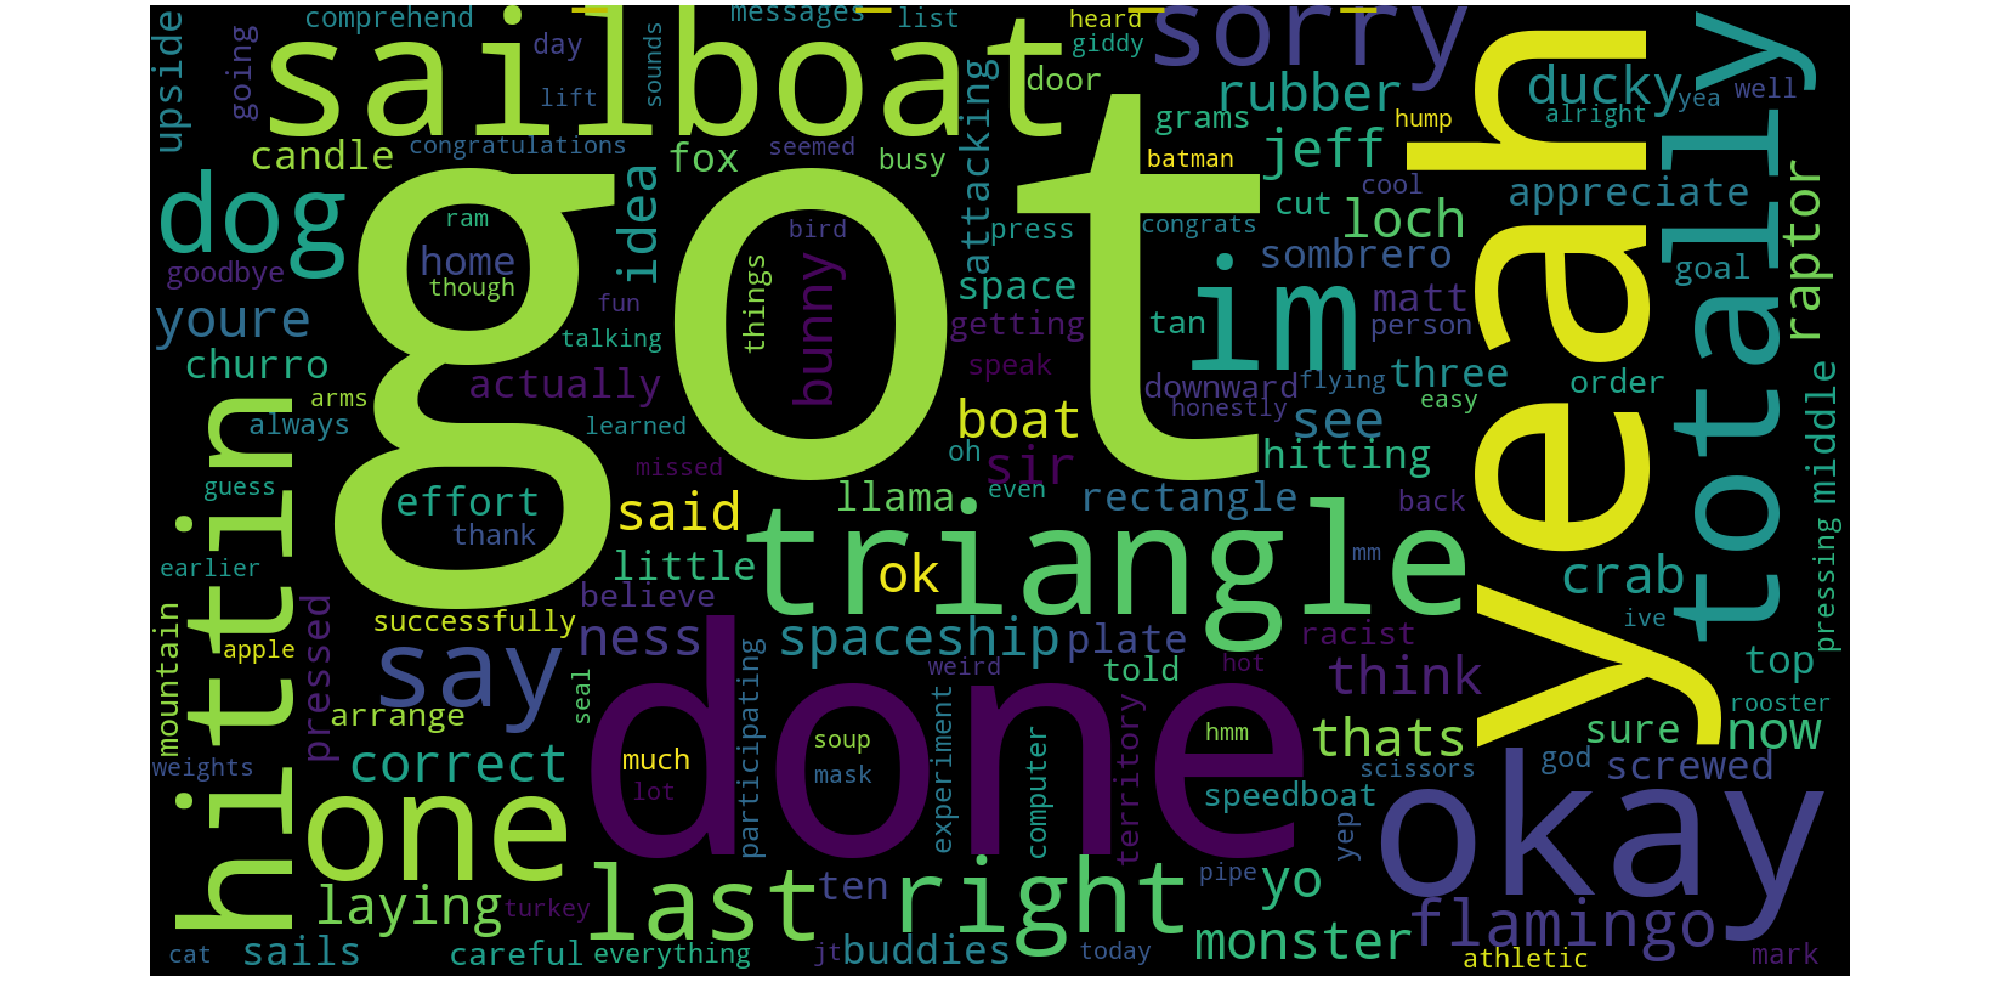 comprehend
messages
list
heard
sorry
upside
going
sailboat
day
sounds
giddy
yeah
totally
lift
attacking
door
rubber
ducky
yea
well
grams
hump
alright
candle
congratulations
fox
seemed
busy
batman
jeff
dog
got
idea
cool
appreciate
raptor
ram
bird
press
congrats
cut
loch
goodbye
home
though
fun
things
bunny
space
sombrero
goal
im
matt
youre
talking
getting
tan
person
churro
actually
speak
downward
flying
three
order
arms
honestly
easy
hittin
always
learned
boat
see
middle
missed
oh
sir
hitting
guess
effort
thank
said
llama
even
rectangle
back
pressing
triangle
earlier
little
ok
mm
crab
mountain
pressed
believe
successfully
ness
spaceship
plate
racist
ive
apple
say
seal
done
participating
weird
told
hot
think
top
arrange
experiment
territory
rooster
correct
much
soup
computer
hmm
thats
sure
now
weights
lot
mask
scissors
god
screwed
one
speedboat
yep
okay
last
ten
right
pipe
yo
laying
turkey
flamingo
cat
sails
careful
everything
jt
buddies
today
monster
athletic
mark